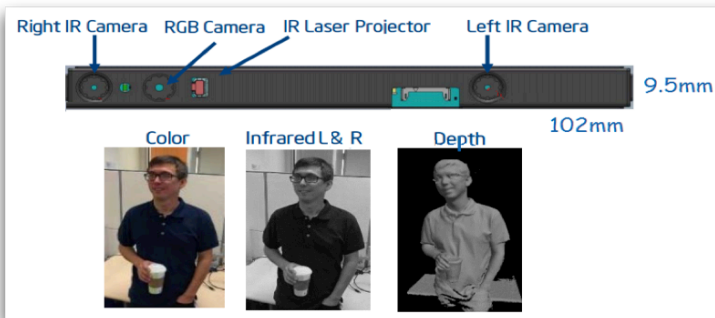 Right IR Camera
RGB Camera
IR Laser Projector
Left IR Camera
9.5mm
102mm
Color
Infrared L & R
Depth